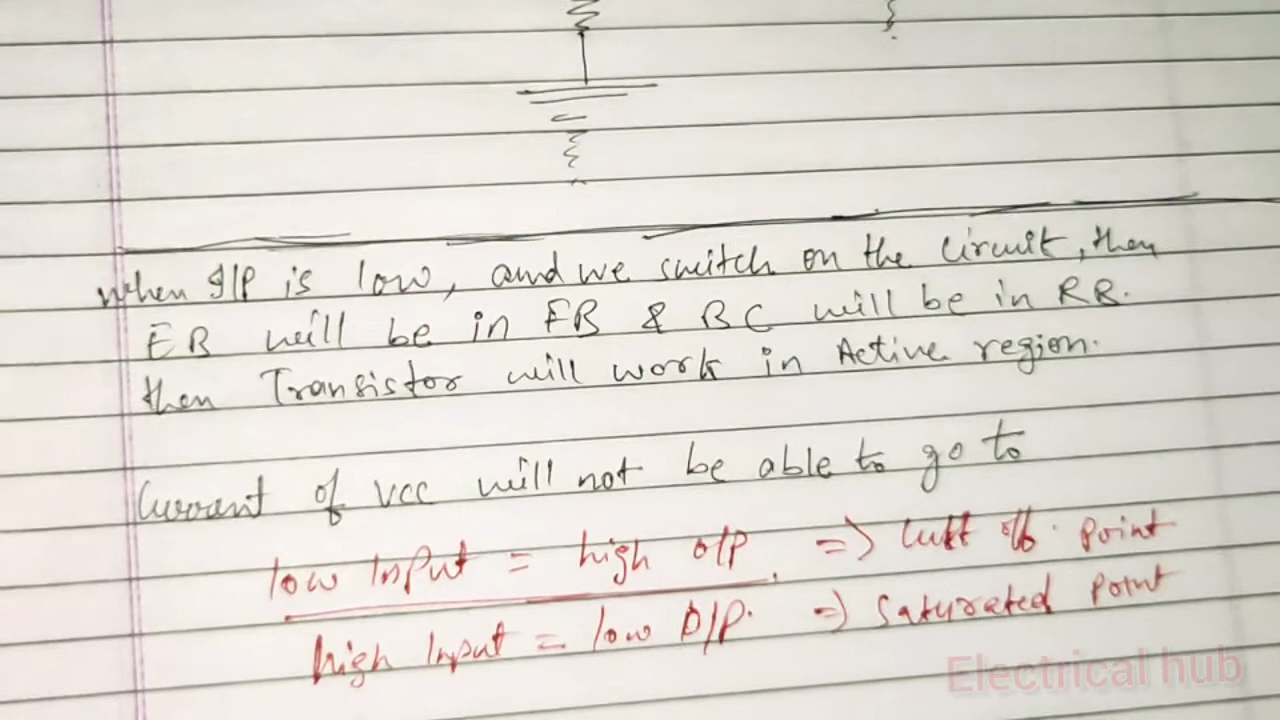 When I/P is low, and we switch on the Circuit, then
EB will be in FB & BC will be in RB.
then Transistor will work in Active region.
Current of VCC will not be able to go to
low Input = high O/P => Cutt off Point
high Input = low O/P. => Saturated Point
Electrical hub